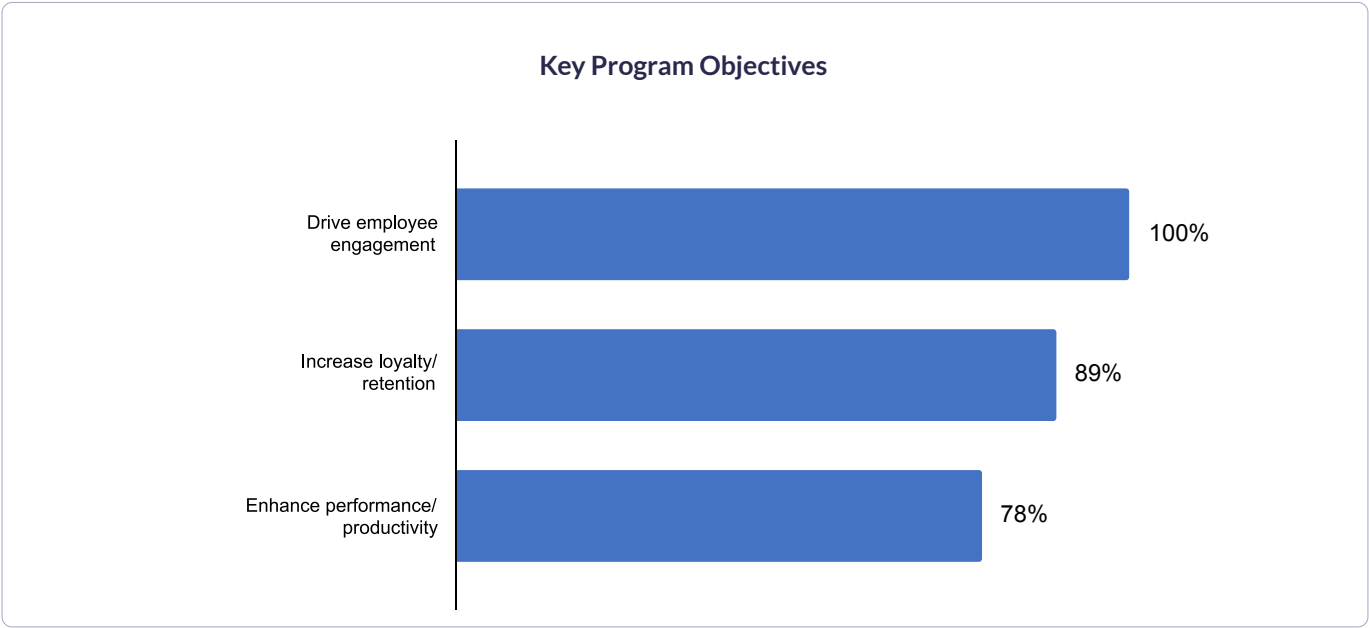 Key Program Objectives
Drive employee
engagement
100%
Increase loyalty/
retention
89%
Enhance performance/
productivity
78%